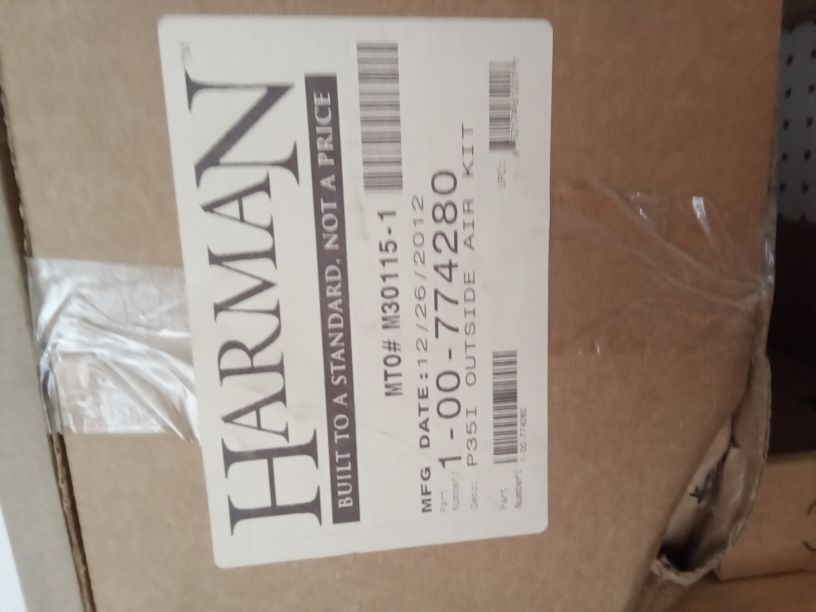 HARMAN™
BUILT TO A STANDARD, NOT A PRICE
MTO# M30115-1
MFG DATE:12/26/2012
Part Number: 1-00-774280
Desc: P35I OUTSIDE AIR KIT
Part Number: 1-00-774280
UPC: